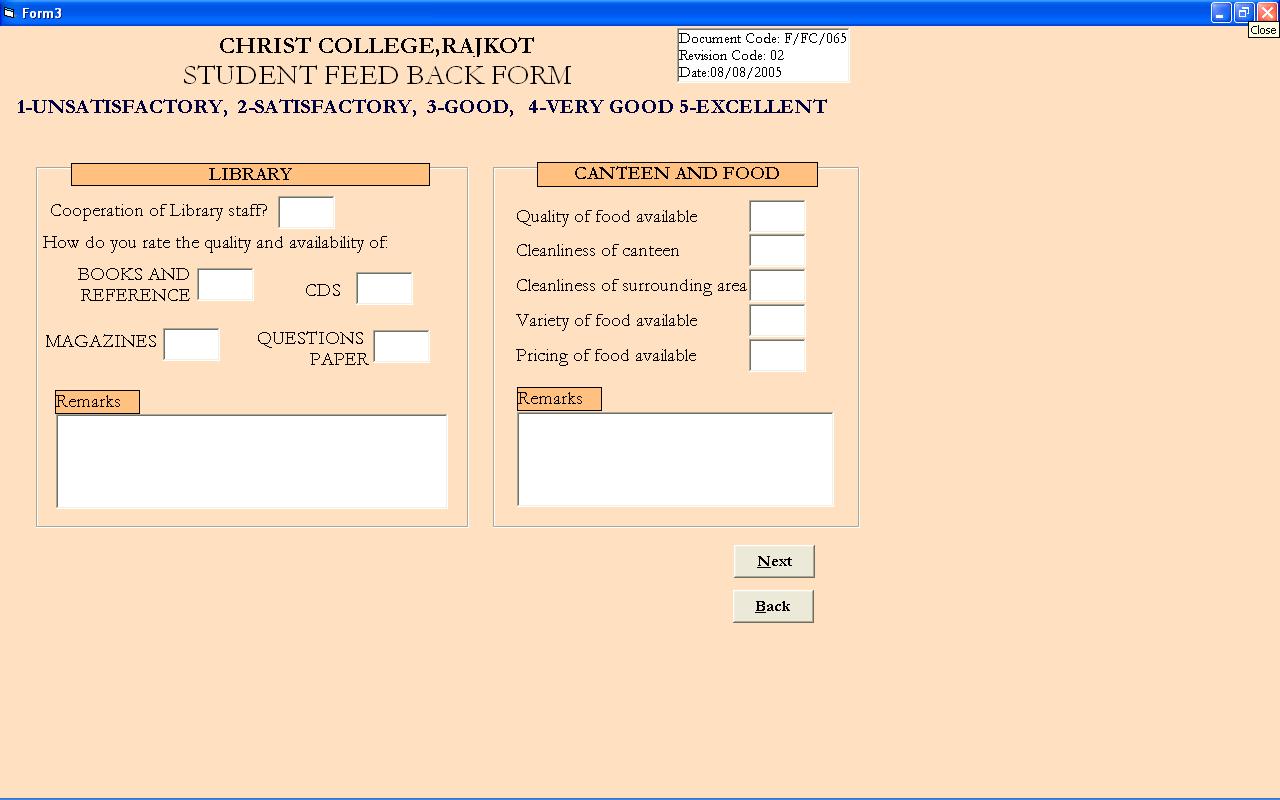 Form3
Close
CHRIST COLLEGE,RAJKOT
STUDENT FEED BACK FORM
Document Code: F/FC/065
Revision Code: 02
Date:08/08/2005
1-UNSATISFACTORY, 2-SATISFACTORY, 3-GOOD, 4-VERY GOOD 5-EXCELLENT
LIBRARY
Cooperation of Library staff?
How do you rate the quality and availability of:
BOOKS AND
REFERENCE
CDS
MAGAZINES
QUESTIONS
PAPER
Remarks
CANTEEN AND FOOD
Quality of food available
Cleanliness of canteen
Cleanliness of surrounding area
Variety of food available
Pricing of food available
Remarks
Next
Back